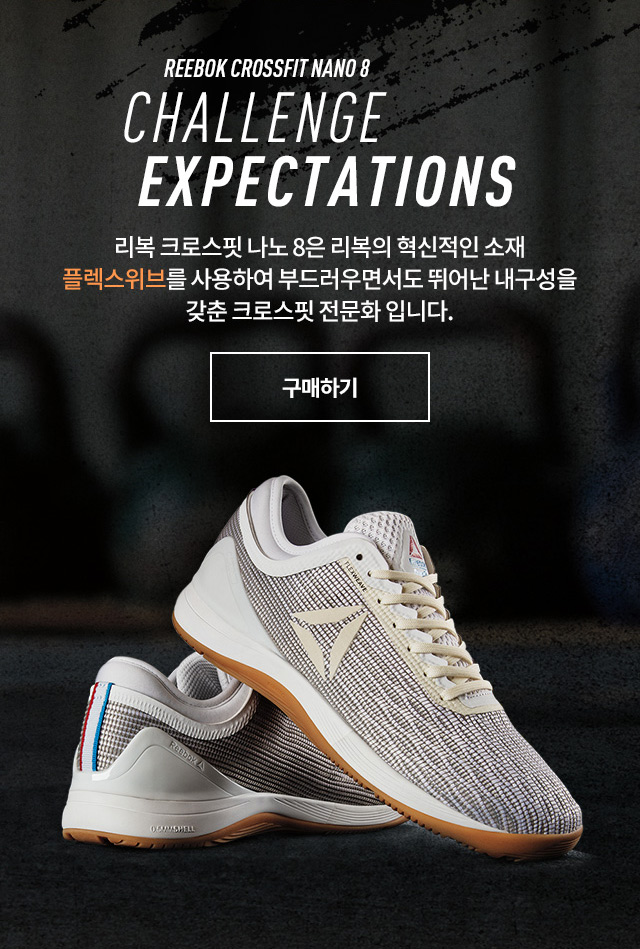 REEBOK CROSSFIT NANO 8
CHALLENGE
EXPECTATIONS
리복 크로스핏 나노 8은 리복의 혁신적인 소재
플렉스위브를 사용하여 부드러우면서도 뛰어난 내구성을
갖춘 크로스핏 전문화 입니다.
구매하기
FLEXWEAVE
Reebok